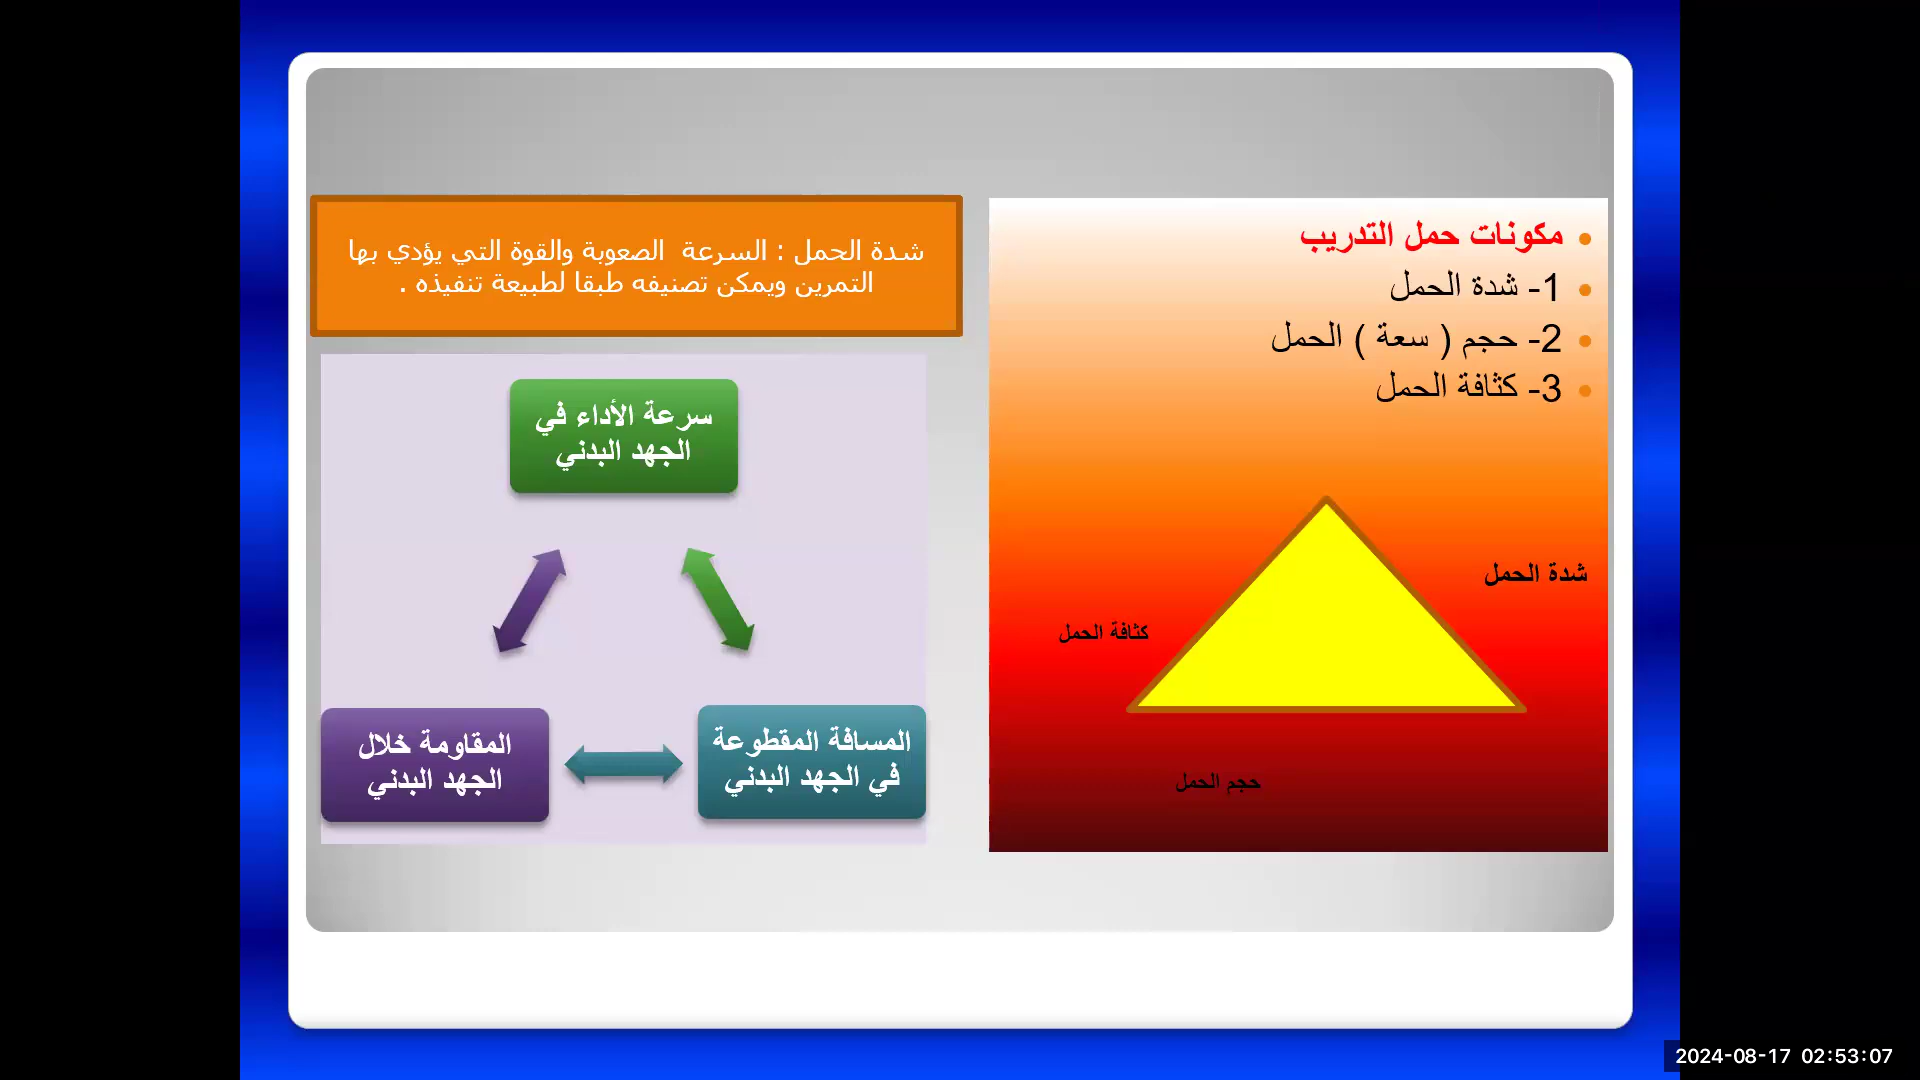 مكونات حمل التدريب
1- شدة الحمل
2- حجم ( سعة ) الحمل
3- كثافة الحمل
شدة الحمل
كثافة الحمل
حجم الحمل
شدة الحمل : السرعة الصعوبة والقوة التي يؤدي بها
التمرين ويمكن تصنيفه طبقا لطبيعة تنفيذه .
سرعة الأداء في
الجهد البدني
المسافة المقطوعة
في الجهد البدني
المقاومة خلال
الجهد البدني
2024-08-17 02:53:07